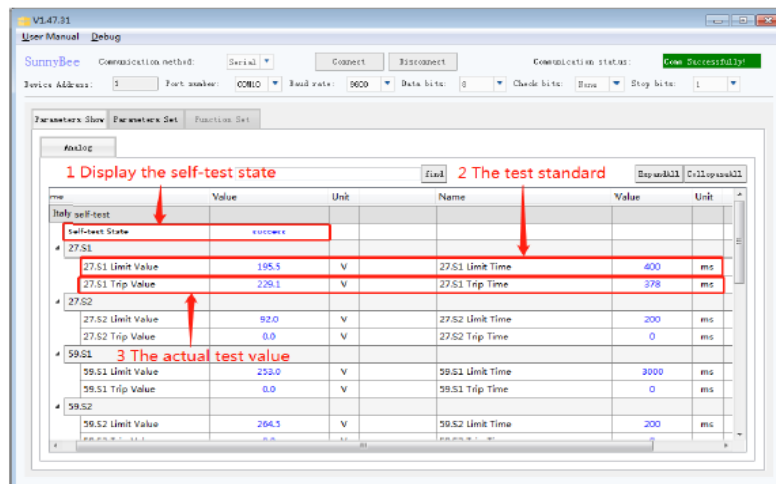 V1.47.31
User Manual Debug
SunnyBee Communication method: Serial Connect Disconnect Communication status: Comm Successfully!
Device Address: 1 Port number: COM10 Baud rate: 9600 Data bits: 8 Check bits: None Stop bits: 1
Parameters Show Parameters Set Function Set
Analog
1 Display the self-test state find 2 The test standard ExpandAll CollapseAll
me Value Unit Name Value Unit
Italy self-test
Self-test State success
27.S1
27.S1 Limit Value 195.5 V 27.S1 Limit Time 400 ms
27.S1 Trip Value 229.1 V 27.S1 Trip Time 378 ms
27.S2
27.S2 Limit Value 92.0 V 27.S2 Limit Time 200 ms
27.S2 Trip Value 0.0 V 27.S2 Trip Time 0 ms
59.S1 3 The actual test value
59.S1 Limit Value 253.0 V 59.S1 Limit Time 3000 ms
59.S1 Trip Value 0.0 V 59.S1 Trip Time 0 ms
59.S2
59.S2 Limit Value 264.5 V 59.S2 Limit Time 200 ms